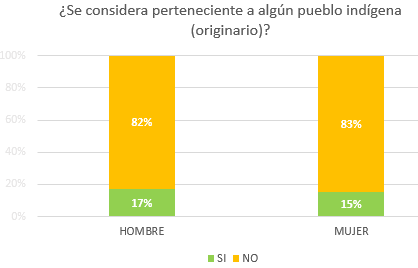 ¿Se considera perteneciente a algún pueblo indígena
(originario)?
100%
80%
60%
40%
20%
0%
82%
83%
17%
15%
HOMBRE
MUJER
SI NO